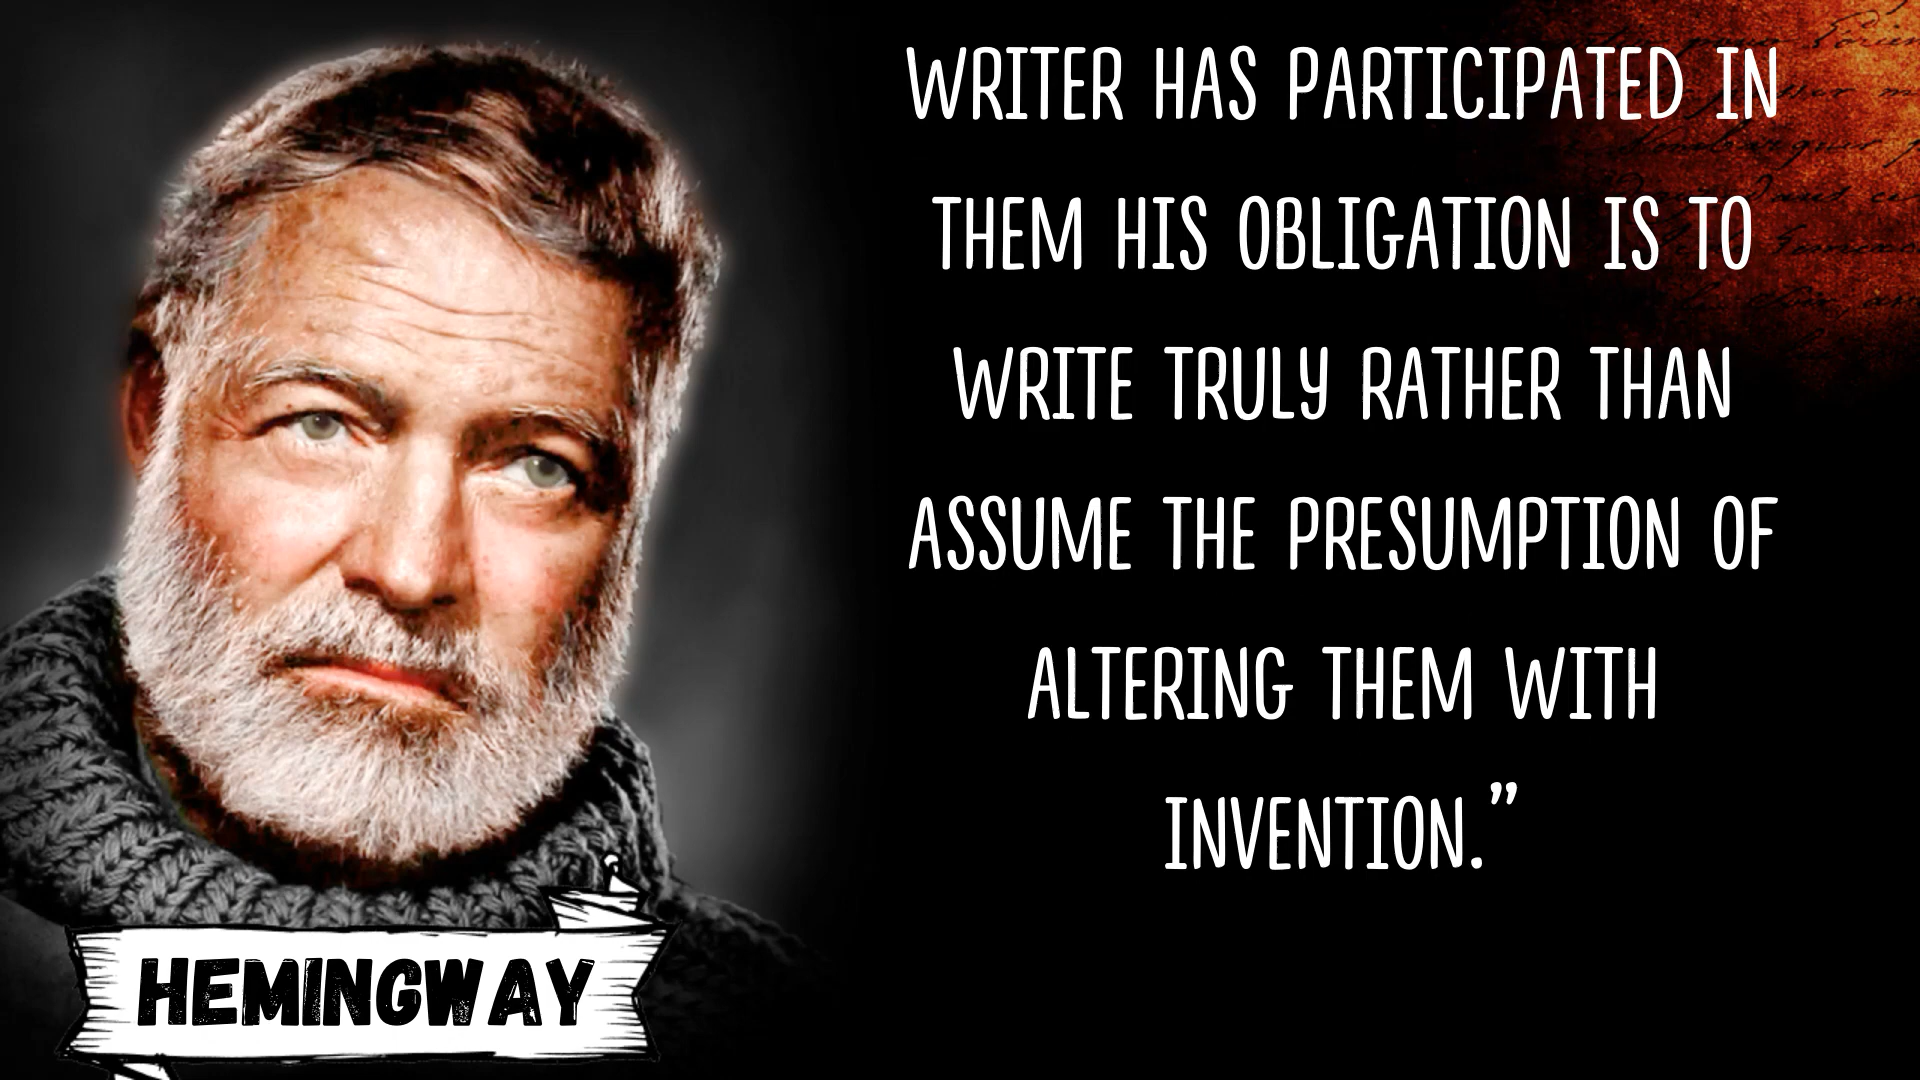 WRITER HAS PARTICIPATED IN
THEM HIS OBLIGATION IS TO
WRITE TRULY RATHER THAN
ASSUME THE PRESUMPTION OF
ALTERING THEM WITH
INVENTION.”
HEMINGWAY